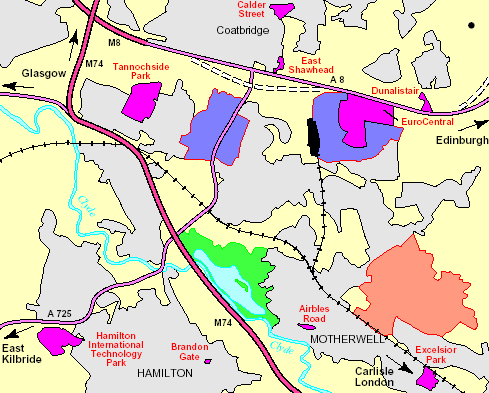 Calder
Street
Coatbridge
M8
M74
Glasgow
Tannochside
Park
East
Shawhead
A 8
Dunalistair
EuroCentral
Edinburgh
Clyde
A 725
M74
Airbles
Road
MOTHERWELL
East
Kilbride
Hamilton
International
Technology
Park
Brandon
Gate
HAMILTON
Clyde
Excelsior
Park
Carlisle
London